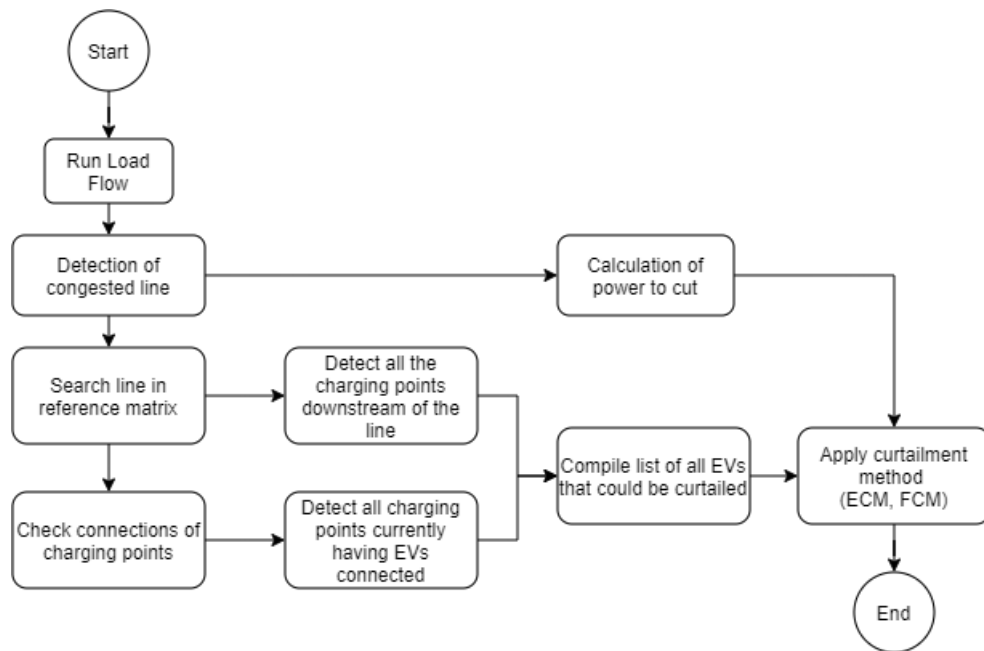 Start
Run Load
Flow
Detection of
congested line
Calculation of
power to cut
Search line in
reference matrix
Detect all the
charging points
downstream of the
line
Compile list of all EVs
that could be curtailed
Apply curtailment
method
(ECM, FCM)
Check connections of
charging points
Detect all charging
points currently
having EVs
connected
End